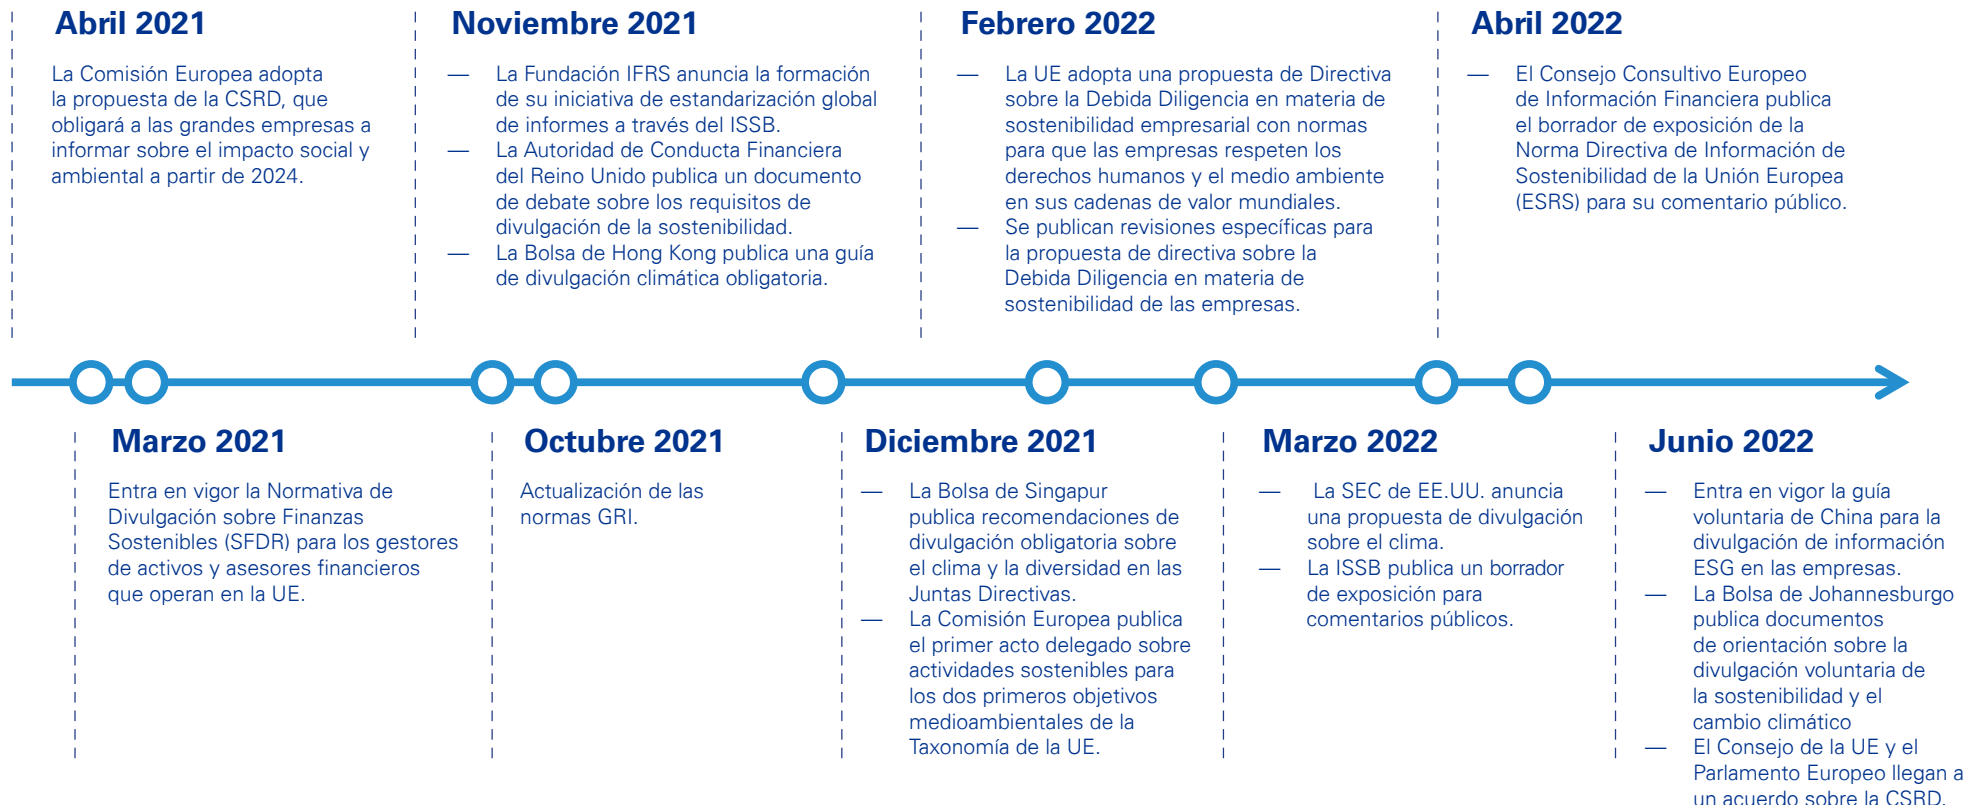 Abril 2021
La Comisión Europea adopta
la propuesta de la CSRD, que
obligará a las grandes empresas a
informar sobre el impacto social y
ambiental a partir de 2024.
Noviembre 2021
— La Fundación IFRS anuncia la formación
de su iniciativa de estandarización global
de informes a través del ISSB.
— La Autoridad de Conducta Financiera
del Reino Unido publica un documento
de debate sobre los requisitos de
divulgación de la sostenibilidad.
— La Bolsa de Hong Kong publica una guía
de divulgación climática obligatoria.
Febrero 2022
— La UE adopta una propuesta de Directiva
sobre la Debida Diligencia en materia de
sostenibilidad empresarial con normas
para que las empresas respeten los
derechos humanos y el medio ambiente
en sus cadenas de valor mundiales.
— Se publican revisiones específicas para
la propuesta de directiva sobre la
Debida Diligencia en materia de
sostenibilidad de las empresas.
Abril 2022
— El Consejo Consultivo Europeo
de Información Financiera publica
el borrador de exposición de la
Norma Directiva de Información de
Sostenibilidad de la Unión Europea
(ESRS) para su comentario público.
Marzo 2021
Entra en vigor la Normativa de
Divulgación sobre Finanzas
Sostenibles (SFDR) para los gestores
de activos y asesores financieros
que operan en la UE.
Octubre 2021
Actualización de las
normas GRI.
Diciembre 2021
— La Bolsa de Singapur
publica recomendaciones de
divulgación obligatoria sobre
el clima y la diversidad en las
Juntas Directivas.
— La Comisión Europea publica
el primer acto delegado sobre
actividades sostenibles para
los dos primeros objetivos
medioambientales de la
Taxonomía de la UE.
Marzo 2022
— La SEC de EE.UU. anuncia
una propuesta de divulgación
sobre el clima.
— La ISSB publica un borrador
de exposición para
comentarios públicos.
Junio 2022
— Entra en vigor la guía
voluntaria de China para la
divulgación de información
ESG en las empresas.
— La Bolsa de Johannesburgo
publica documentos
de orientación sobre la
divulgación voluntaria de
la sostenibilidad y el
cambio climático
— El Consejo de la UE y el
Parlamento Europeo llegan a
un acuerdo sobre la CSRD.